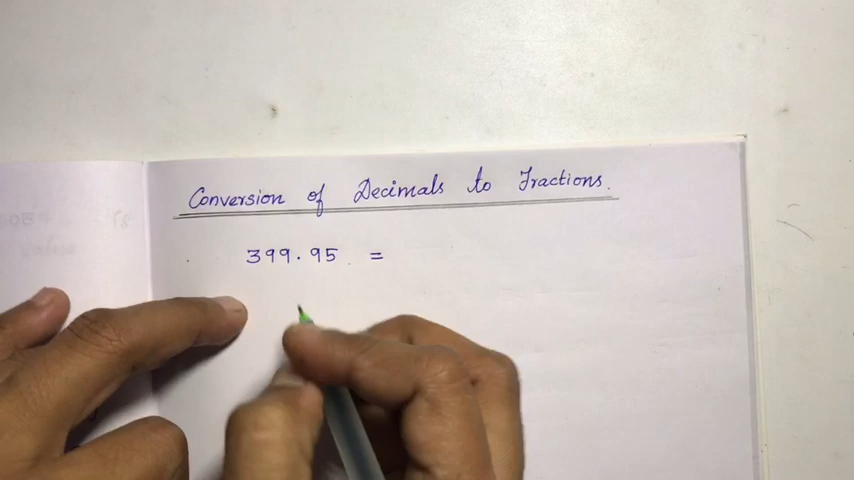 Conversion of Decimals to Fractions.
399.95 =